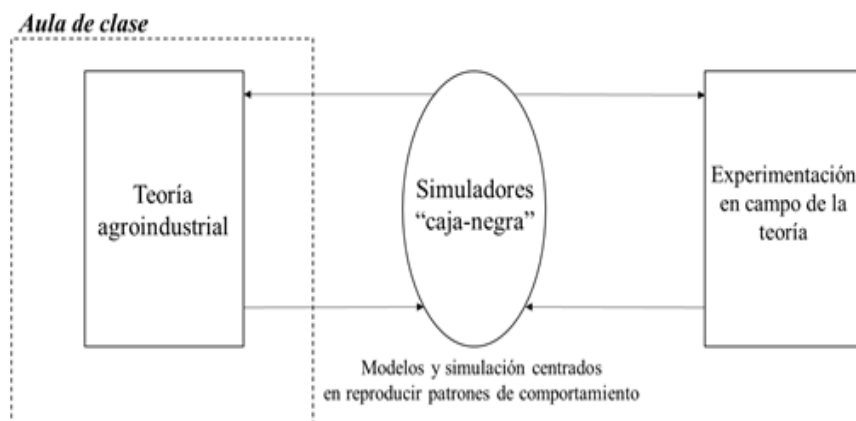 Aula de clase
Teoría
agroindustrial
Simuladores
“caja-negra”
Experimentación
en campo de la
teoría
Modelos y simulación centrados
en reproducir patrones de comportamiento